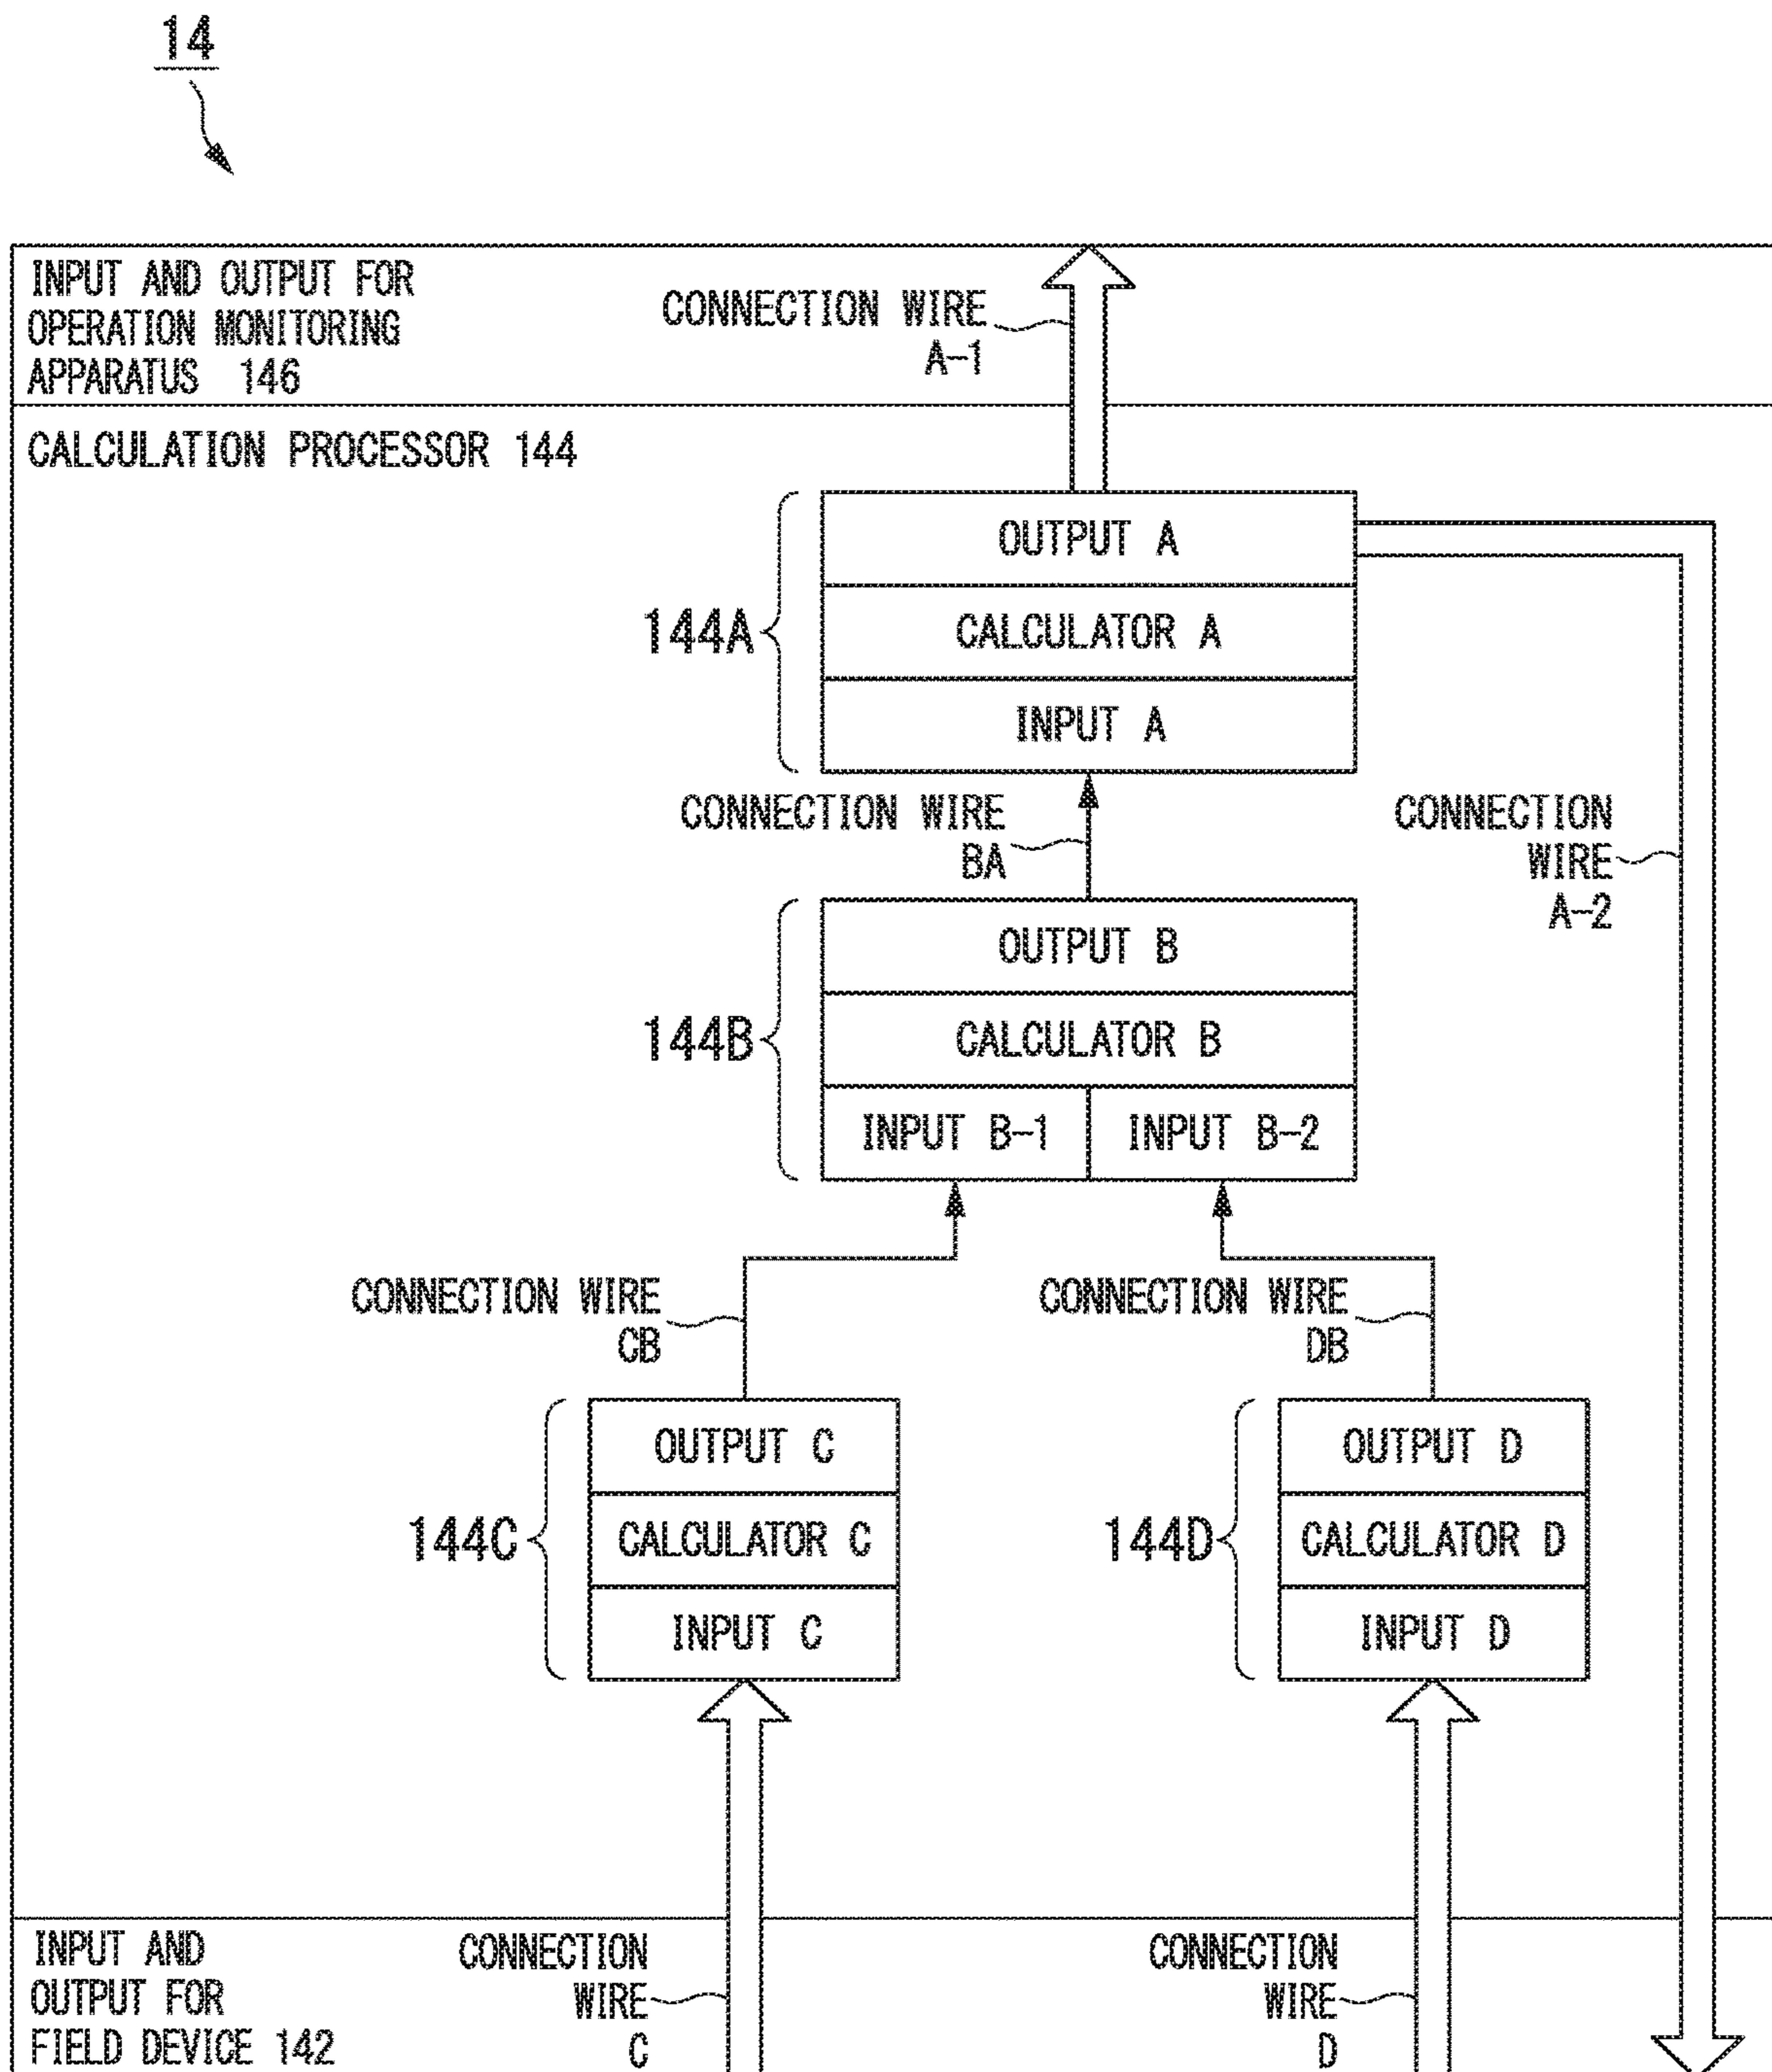 14
INPUT AND OUTPUT FOR
OPERATION MONITORING
APPARATUS 146
CONNECTION WIRE
A-1
CALCULATION PROCESSOR 144
144A
OUTPUT A
CALCULATOR A
INPUT A
CONNECTION WIRE
BA
CONNECTION
WIRE
A-2
144B
OUTPUT B
CALCULATOR B
INPUT B-1
INPUT B-2
CONNECTION WIRE
CB
CONNECTION WIRE
DB
144C
OUTPUT C
CALCULATOR C
INPUT C
144D
OUTPUT D
CALCULATOR D
INPUT D
INPUT AND
OUTPUT FOR
FIELD DEVICE 142
CONNECTION
WIRE
C
CONNECTION
WIRE
D